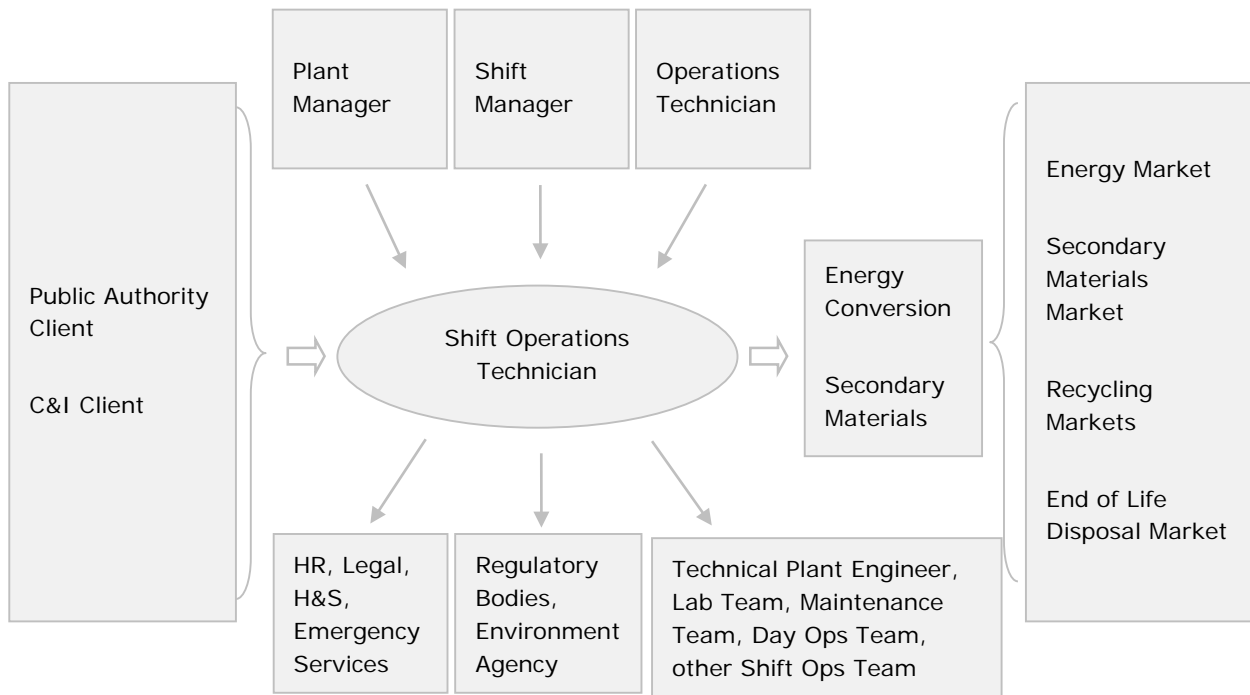 Plant
Manager
Shift
Manager
Operations
Technician
Public Authority
Client
C&I Client
Shift Operations
Technician
Energy
Conversion
Secondary
Materials
Energy Market
Secondary
Materials
Market
Recycling
Markets
End of Life
Disposal Market
HR, Legal,
H&S,
Emergency
Services
Regulatory
Bodies,
Environment
Agency
Technical Plant Engineer,
Lab Team, Maintenance
Team, Day Ops Team,
other Shift Ops Team